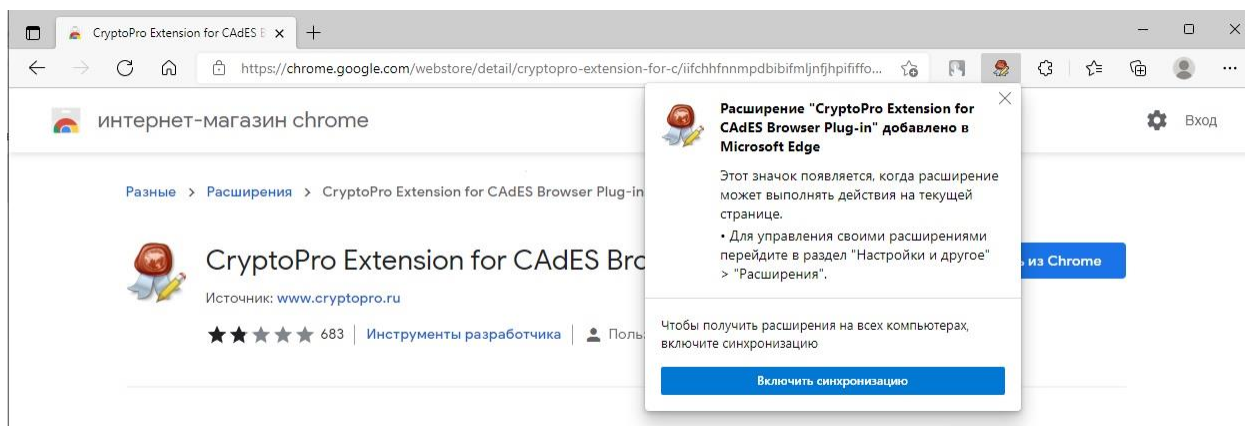 CryptoPro Extension for CAdES
https://chrome.google.com/webstore/detail/cryptopro-extension-for-c/iifchhfnnmpdbibifmljnfjhpififfo...
интернет-магазин chrome
Вход
Расширение "CryptoPro Extension for
CAdES Browser Plug-in" добавлено в
Microsoft Edge
Этот значок появляется, когда расширение
может выполнять действия на текущей
странице.
• Для управления своими расширениями
перейдите в раздел "Настройки и другое"
> "Расширения".
Чтобы получить расширения на всех компьютерах,
включите синхронизацию
Включить синхронизацию
Разные > Расширения > CryptoPro Extension for CAdES Browser Plug-in
CryptoPro Extension for CAdES Bro
из Chrome
Источник: www.cryptopro.ru
683 | Инструменты разработчика | Поль